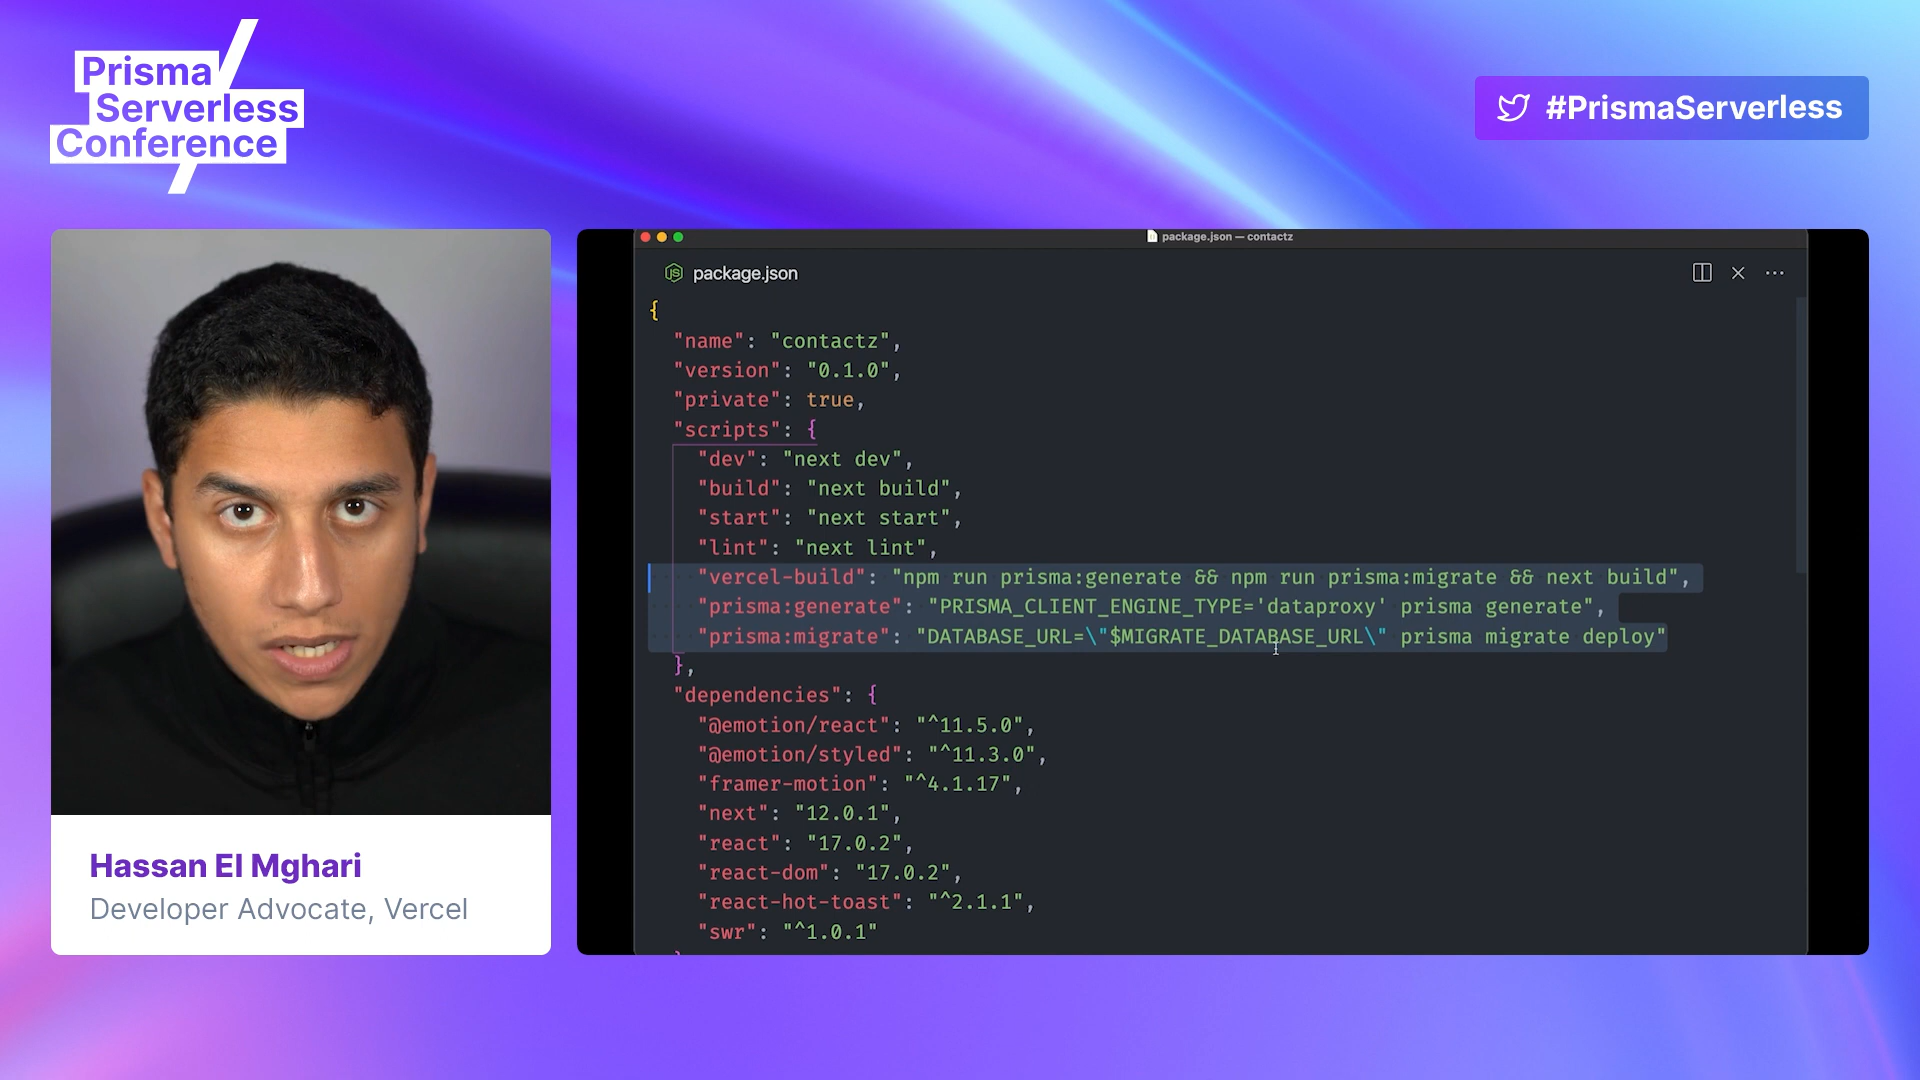 Prisma
Serverless
Conference
#PrismaServerless
package.json — contactz
package.json
{
"name": "contactz",
"version": "0.1.0",
"private": true,
"scripts": {
"dev": "next dev",
"build": "next build",
"start": "next start",
"lint": "next lint",
"vercel-build": "npm run prisma:generate && npm run prisma:migrate && next build",
"prisma:generate": "PRISMA_CLIENT_ENGINE_TYPE='dataproxy' prisma generate",
"prisma:migrate": "DATABASE_URL=\"$MIGRATE_DATABASE_URL\" prisma migrate deploy"
},
"dependencies": {
"@emotion/react": "^11.5.0",
"@emotion/styled": "^11.3.0",
"framer-motion": "^4.1.17",
"next": "12.0.1",
"react": "17.0.2",
"react-dom": "17.0.2",
"react-hot-toast": "^2.1.1",
"swr": "^1.0.1"
Hassan El Mghari
Developer Advocate, Vercel